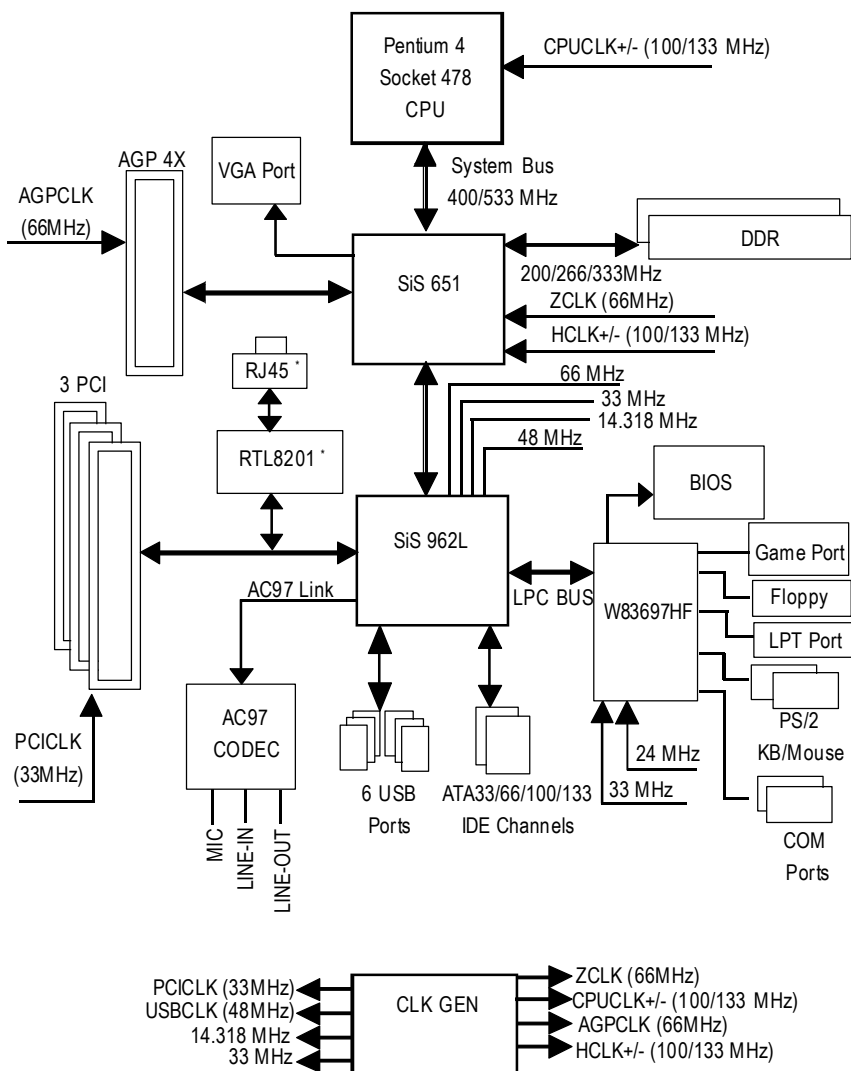 Pentium 4
Socket 478
CPU
CPUCLK+/- (100/133 MHz)
AGP 4X
VGA Port
System Bus
400/533 MHz
AGPCLK
(66MHz)
DDR
SiS 651
200/266/333MHz
ZCLK (66MHz)
HCLK+/- (100/133 MHz)
RJ45 *
66 MHz
33 MHz
14.318 MHz
48 MHz
3 PCI
RTL8201 *
BIOS
SiS 962L
Game Port
AC97 Link
LPC BUS
W83697HF
Floppy
LPT Port
PS/2
KB/Mouse
AC97
CODEC
PCICLK
(33MHz)
24 MHz
33 MHz
6 USB
Ports
ATA33/66/100/133
IDE Channels
MIC
LINE-IN
LINE-OUT
COM
Ports
PCICLK (33MHz)
USBCLK (48MHz)
14.318 MHz
33 MHz
CLK GEN
ZCLK (66MHz)
CPUCLK+/- (100/133 MHz)
AGPCLK (66MHz)
HCLK+/- (100/133 MHz)